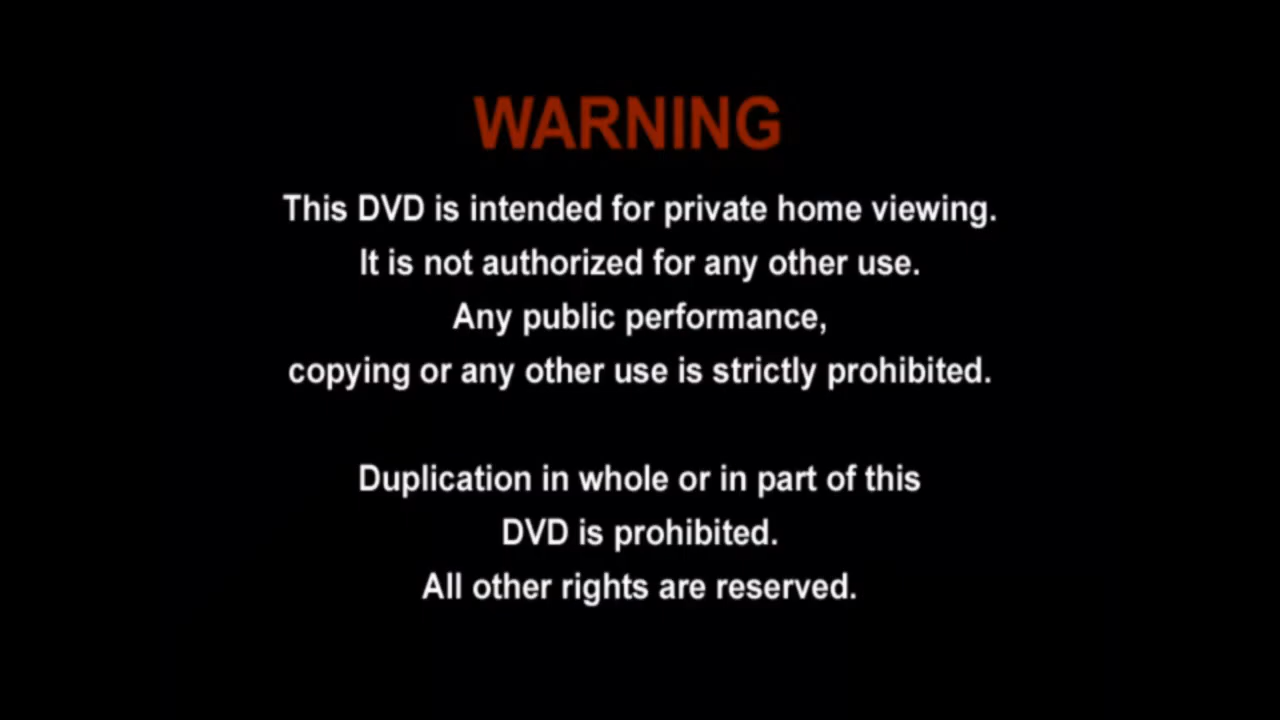 WARNING
This DVD is intended for private home viewing.
It is not authorized for any other use.
Any public performance,
copying or any other use is strictly prohibited.
Duplication in whole or in part of this
DVD is prohibited.
All other rights are reserved.